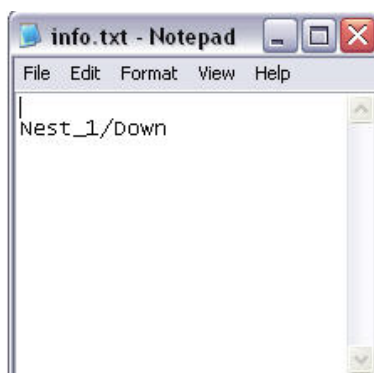 info.txt - Notepad
File Edit Format View Help
Nest_1/Down